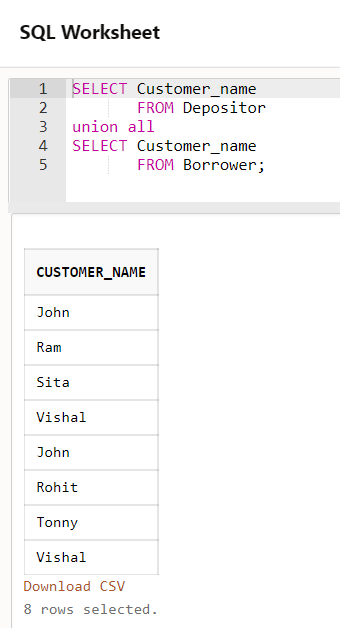 SQL Worksheet
1 SELECT Customer_name
2 FROM Depositor
3 union all
4 SELECT Customer_name
5 FROM Borrower;
CUSTOMER_NAME
John
Ram
Sita
Vishal
John
Rohit
Tonny
Vishal
Download CSV
8 rows selected.